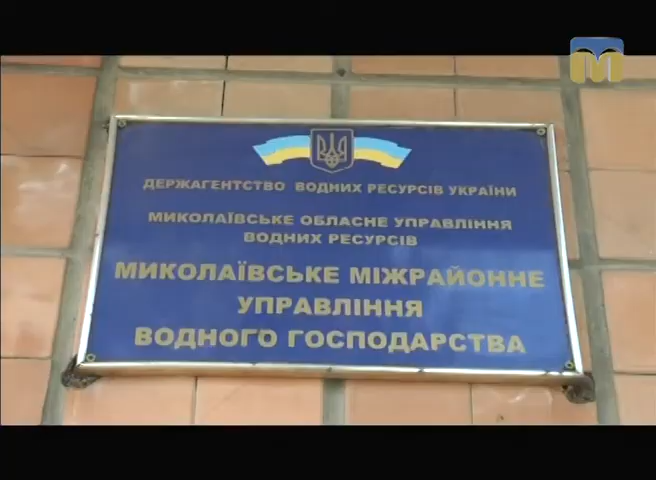 ДЕРЖАГЕНТСТВО ВОДНИХ РЕСУРСІВ УКРАЇНИ
МИКОЛАЇВСЬКЕ ОБЛАСНЕ УПРАВЛІННЯ
ВОДНИХ РЕСУРСІВ
МИКОЛАЇВСЬКЕ МІЖРАЙОННЕ
УПРАВЛІННЯ
ВОДНОГО ГОСПОДАРСТВА